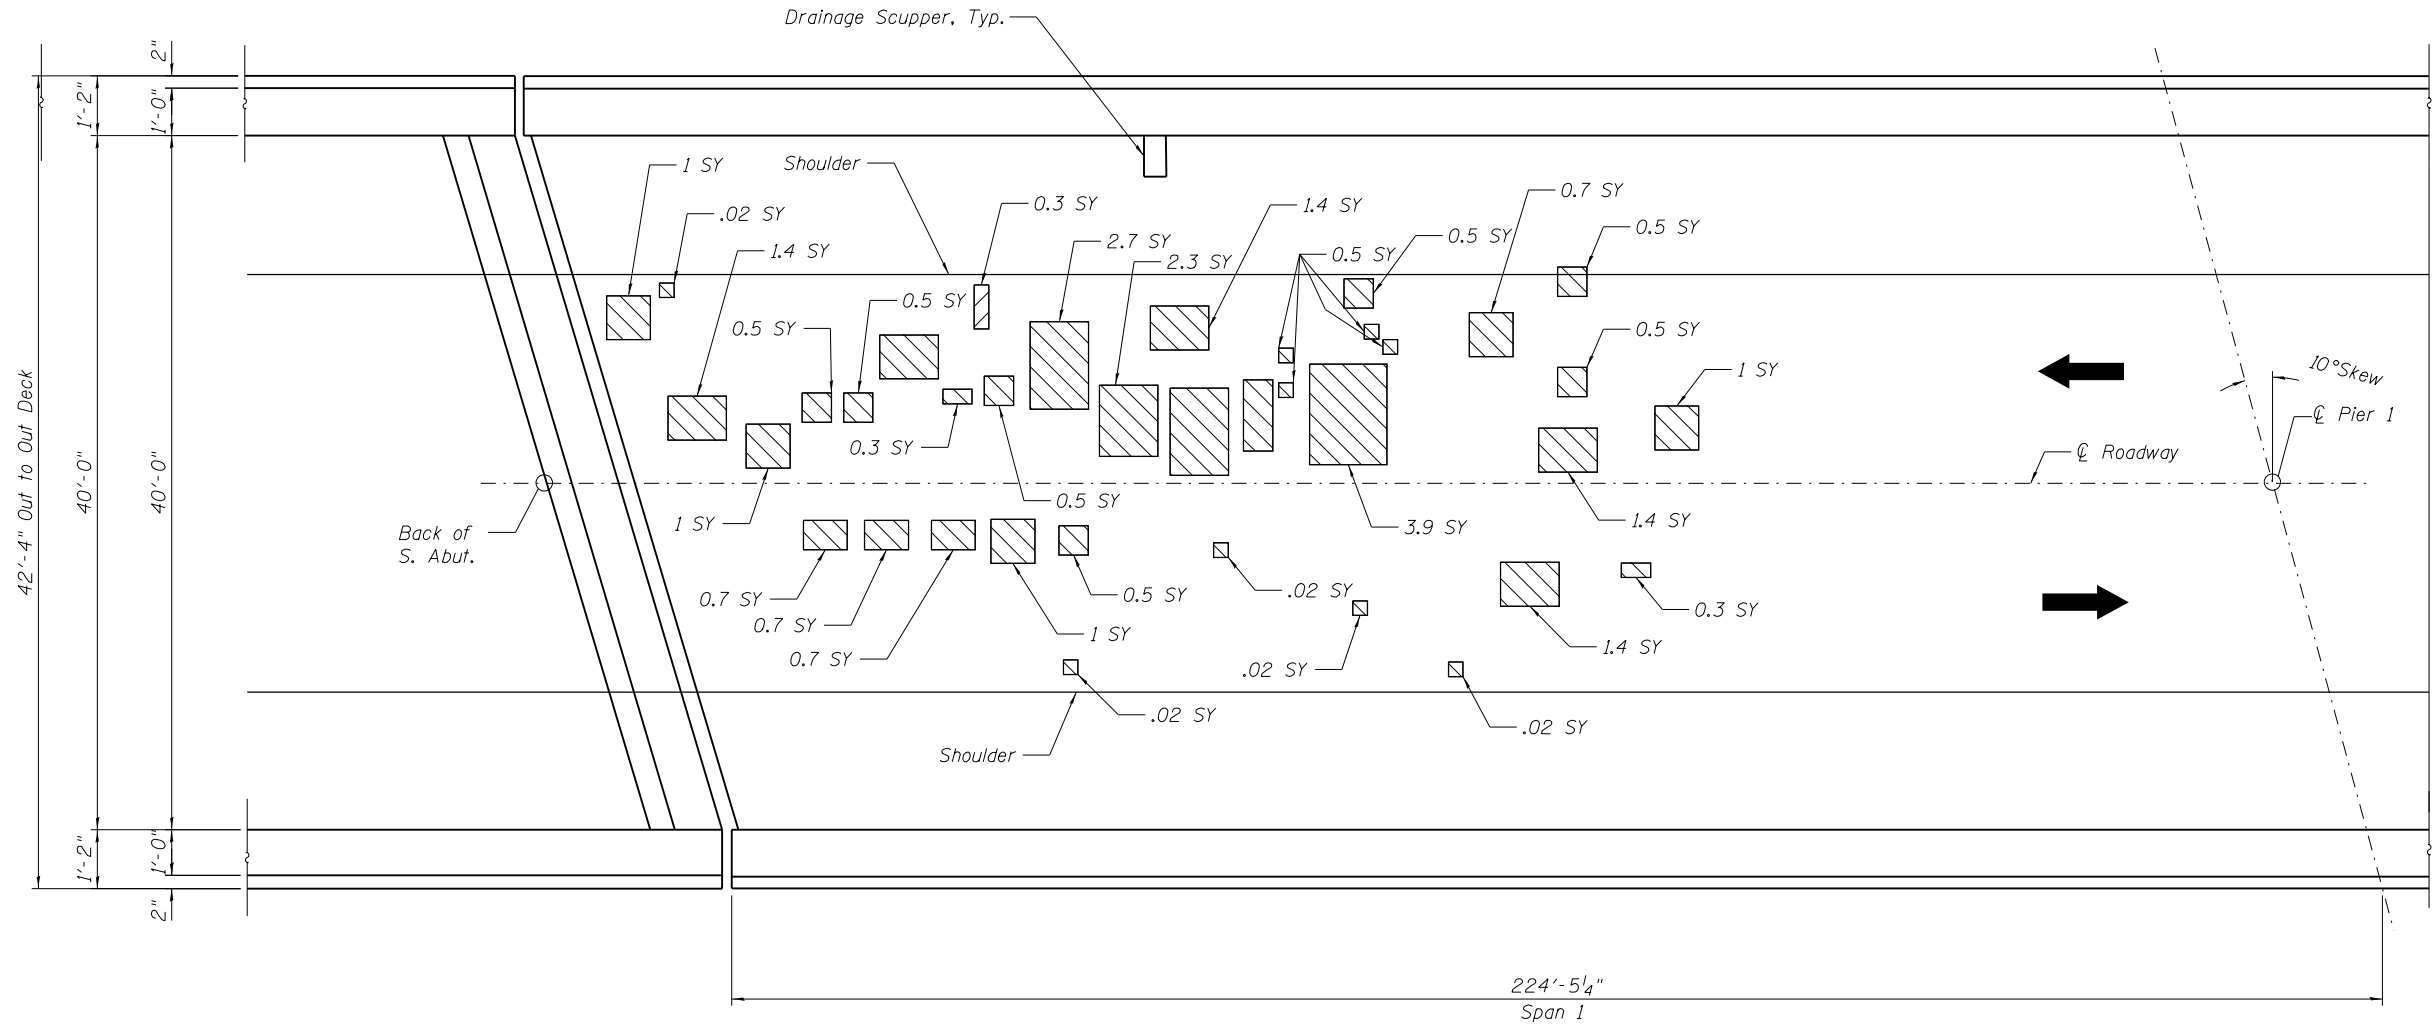 Drainage Scupper, Typ.
2"
1'-2"
1'-0"
Shoulder
1 SY
.02 SY
1.4 SY
0.3 SY
2.7 SY
2.3 SY
1.4 SY
0.5 SY
0.5 SY
0.7 SY
0.5 SY
0.5 SY
0.5 SY
0.5 SY
1 SY
10° Skew
℄ Pier 1
℄ Roadway
42'-4" Out to Out Deck
40'-0"
40'-0"
0.3 SY
0.5 SY
1 SY
3.9 SY
1.4 SY
Back of
S. Abut.
0.7 SY
0.7 SY
0.7 SY
1 SY
0.5 SY
.02 SY
.02 SY
0.3 SY
1.4 SY
.02 SY
.02 SY
Shoulder
1'-2"
1'-0"
2"
224'-5¼"
Span 1